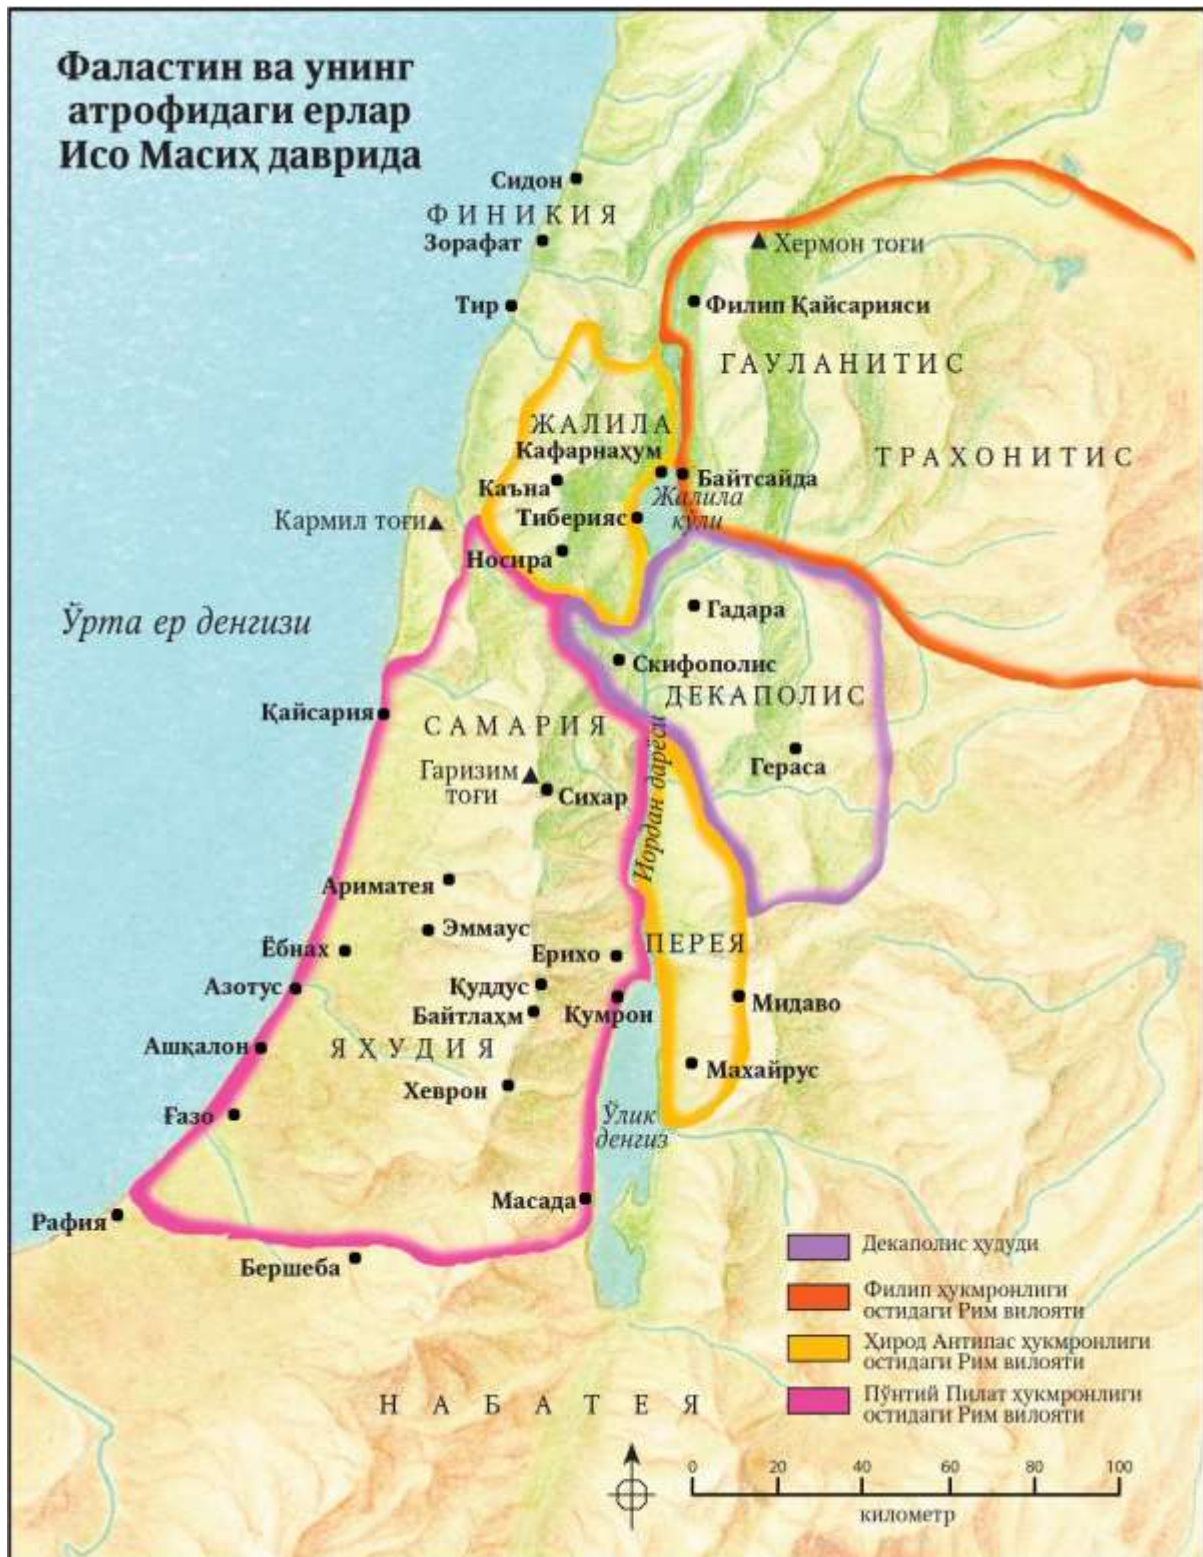 Фаластин ва унинг
атрофидаги ерлар
Исо Масиҳ даврида
Сидон
ФИНИКИЯ
Зорафат
Хермон тоғи
Тир
Филип Қайсарияси
ГАУЛАНИТИС
ЖАЛИЛА
Кафарнаҳум
ТРАХОНИТИС
Каъна
Байтсайда
Жалила
кўли
Кармил тоғи
Тиберияс
Носира
Ўрта ер денгизи
Гадара
Скифополис
ДЕКАПОЛИС
Қайсария
САМАРИЯ
Иордан дарёси
Гераса
Гаризим
тоғи
Сихар
Ариматея
Эммаус
Ёбнах
Ерихо
ПЕРЕЯ
Азотус
Қуддус
Байтлаҳм
Қумрон
Мидаво
Ашқалон
ЯҲУДИЯ
Хеврон
Махайрус
Ғазо
Ўлик
денгиз
Масада
Рафия
Бершеба
Декаполис ҳудуди
Филип ҳукмронлиги
остидаги Рим вилояти
Ҳирод Антипас ҳукмронлиги
остидаги Рим вилояти
Пўнтий Пилат ҳукмронлиги
остидаги Рим вилояти
НАБАТЕЯ
0 20 40 60 80 100
километр